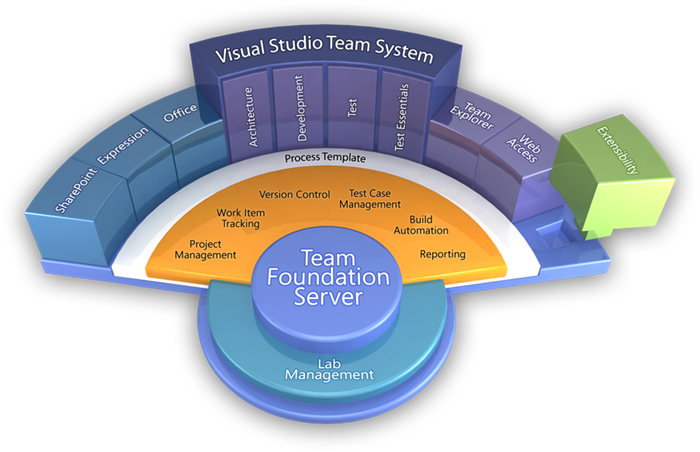 Visual Studio Team System
SharePoint
Expression
Office
Architecture
Development
Test
Test Essentials
Team
Explorer
Web
Access
Extensibility
Process Template
Project
Management
Work Item
Tracking
Version Control
Test Case
Management
Build
Automation
Reporting
Team
Foundation
Server
Lab
Management